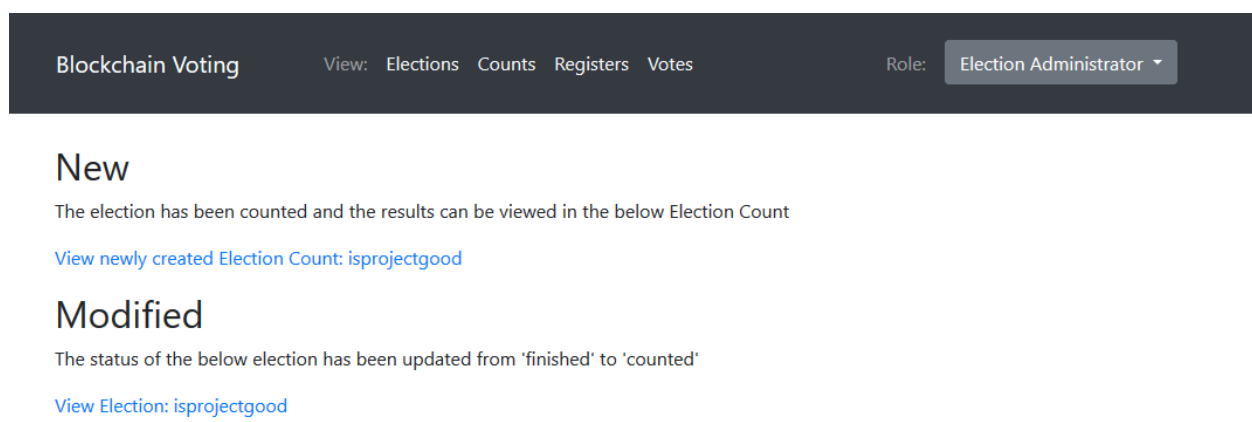 Blockchain Voting View: Elections Counts Registers Votes Role: Election Administrator
New
The election has been counted and the results can be viewed in the below Election Count
View newly created Election Count: isprojectgood
Modified
The status of the below election has been updated from 'finished' to 'counted'
View Election: isprojectgood